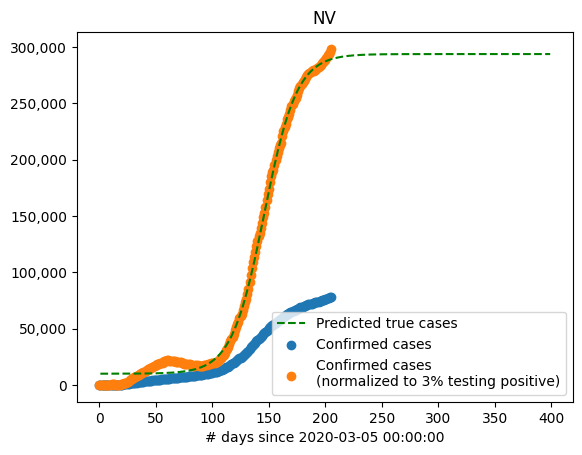 NV
300,000
250,000
200,000
150,000
100,000
50,000
0
Predicted true cases
Confirmed cases
Confirmed cases
(normalized to 3% testing positive)
0 50 100 150 200 250 300 350 400
# days since 2020-03-05 00:00:00